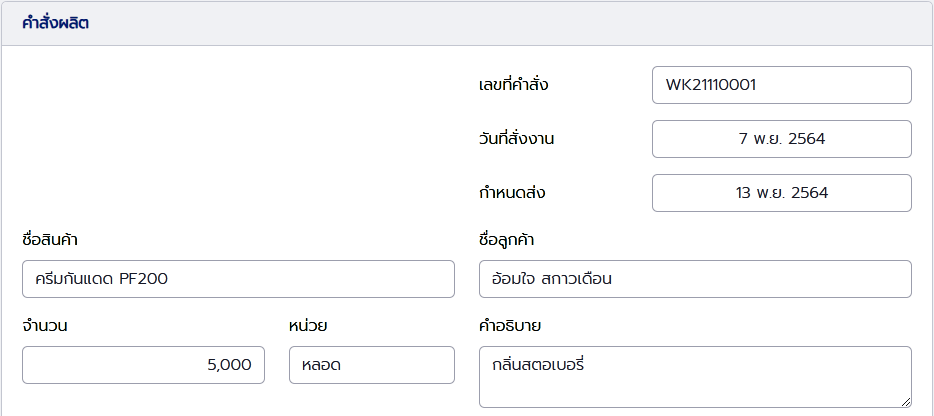 คำสั่งผลิต
เลขที่คำสั่ง WK21110001
วันที่สั่งงาน 7 พ.ย. 2564
กำหนดส่ง 13 พ.ย. 2564
ชื่อสินค้า ชื่อลูกค้า
ครีมกันแดด PF200 อ้อมใจ สกาวเดือน
จำนวน หน่วย คำอธิบาย
5,000 หลอด กลิ่นสตอเบอรี่